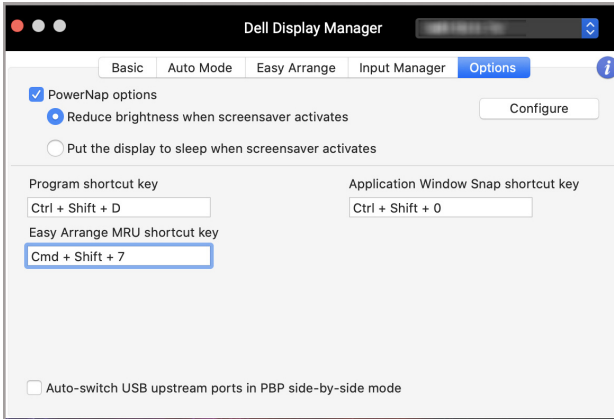 Dell Display Manager
Basic Auto Mode Easy Arrange Input Manager Options i
PowerNap options
Configure
Reduce brightness when screensaver activates
Put the display to sleep when screensaver activates
Program shortcut key Application Window Snap shortcut key
Ctrl + Shift + D Ctrl + Shift + 0
Easy Arrange MRU shortcut key
Cmd + Shift + 7
Auto-switch USB upstream ports in PBP side-by-side mode